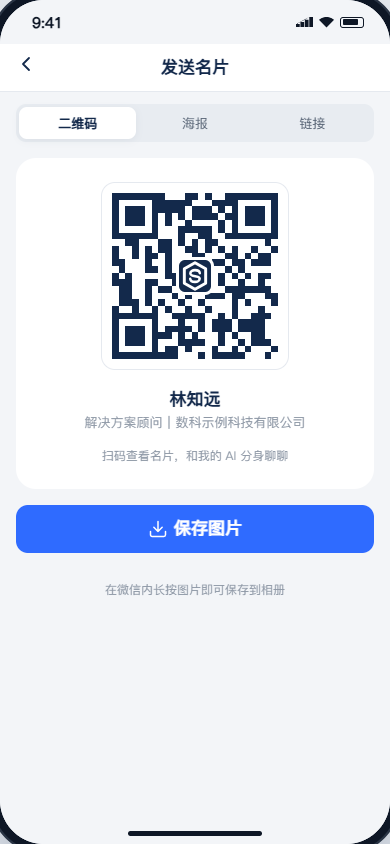 9:41
发送名片
二维码
海报
链接
S
林知远
解决方案顾问丨数科示例科技有限公司
扫码查看名片，和我的 AI 分身聊聊
保存图片
在微信内长按图片即可保存到相册